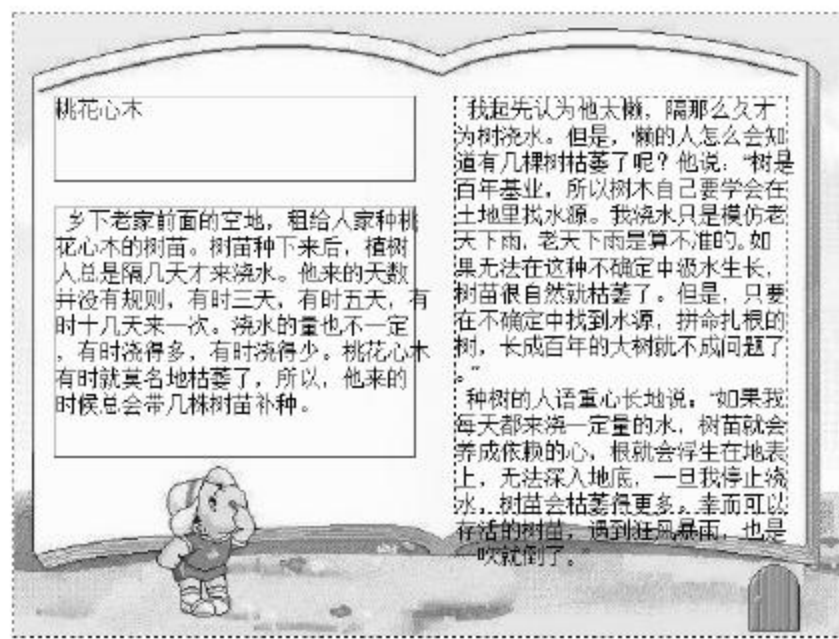 桃花心木
乡下老家前面的空地，租给人家种桃
花心木的树苗。树苗种下来后，植树
人总是隔几天才来浇水。他来的天数
并没有规则，有时三天，有时五天，有
时十几天来一次。浇水的量也不一定
，有时浇得多，有时浇得少。桃花心木
有时就莫名地枯萎了，所以，他来的
时候总会带几株树苗补种。
我起先认为他太懒，隔那么久才
为树浇水。但是，懒的人怎么会知
道有几棵树枯萎了呢？他说：“树是
百年基业，所以树木自己要学会在
土地里找水源。我浇水只是模仿老
天下雨，老天下雨是算不准的。如
果无法在这种不确定中汲水生长，
树苗很自然就枯萎了。但是，只要
在不确定中找到水源，拼命扎根的
树，长成百年的大树就不成问题了
。”
种树的人语重心长地说：“如果我
每天都来浇一定量的水，树苗就会
养成依赖的心，根就会浮生在地表
上，无法深入地底，一旦我停止浇
水，树苗会枯萎得更多。幸而可以
存活的树苗，遇到狂风暴雨，也是
一吹就倒了。”